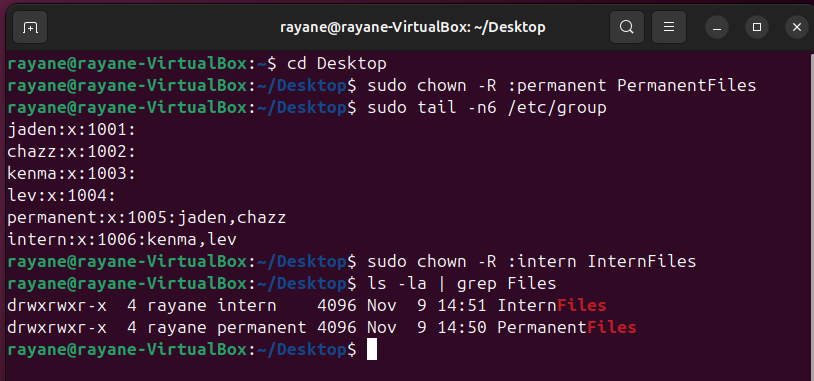 rayane@rayane-VirtualBox: ~/Desktop
rayane@rayane-VirtualBox:~$ cd Desktop
rayane@rayane-VirtualBox:~/Desktop$ sudo chown -R :permanent PermanentFiles
rayane@rayane-VirtualBox:~/Desktop$ sudo tail -n6 /etc/group
jaden:x:1001:
chazz:x:1002:
kenma:x:1003:
lev:x:1004:
permanent:x:1005:jaden,chazz
intern:x:1006:kenma,lev
rayane@rayane-VirtualBox:~/Desktop$ sudo chown -R :intern InternFiles
rayane@rayane-VirtualBox:~/Desktop$ ls -la | grep Files
drwxrwxr-x  4 rayane intern    4096 Nov  9 14:51 InternFiles
drwxrwxr-x  4 rayane permanent 4096 Nov  9 14:50 PermanentFiles
rayane@rayane-VirtualBox:~/Desktop$